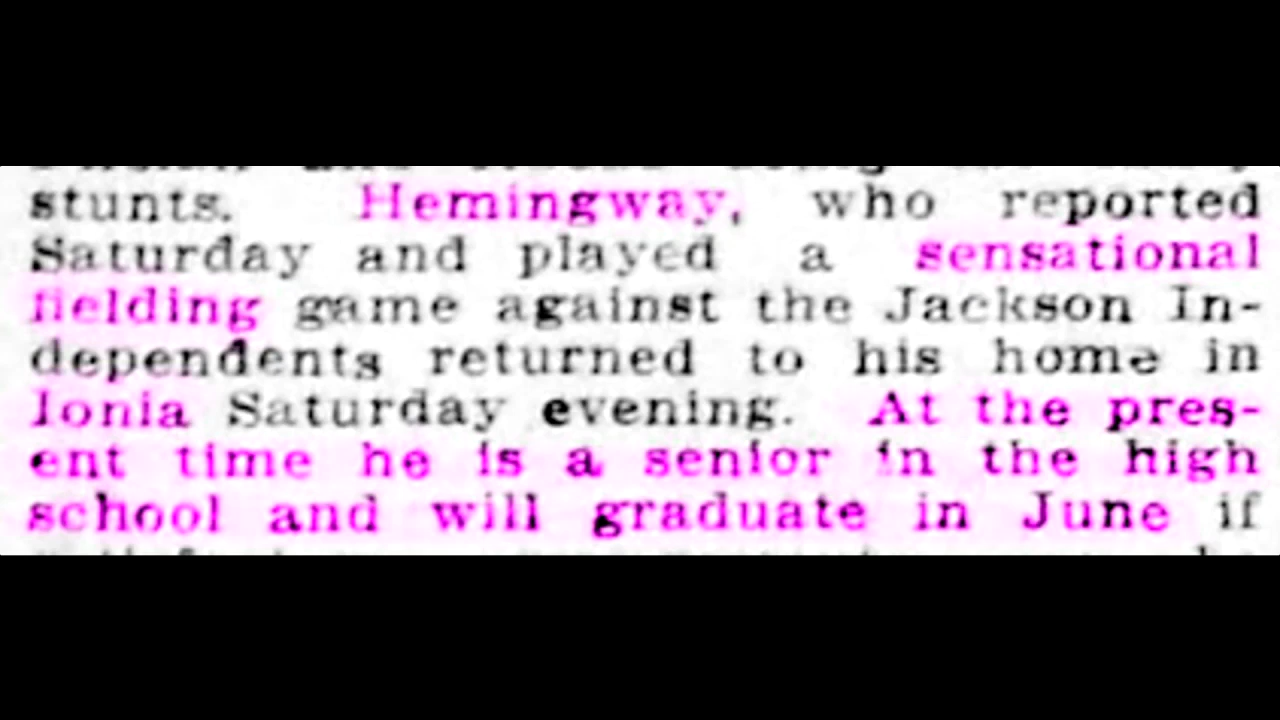 stunts. Hemingway, who reported
Saturday and played a sensational
fielding game against the Jackson In-
dependents returned to his home in
Ionia Saturday evening. At the pres-
ent time he is a senior in the high
school and will graduate in June if